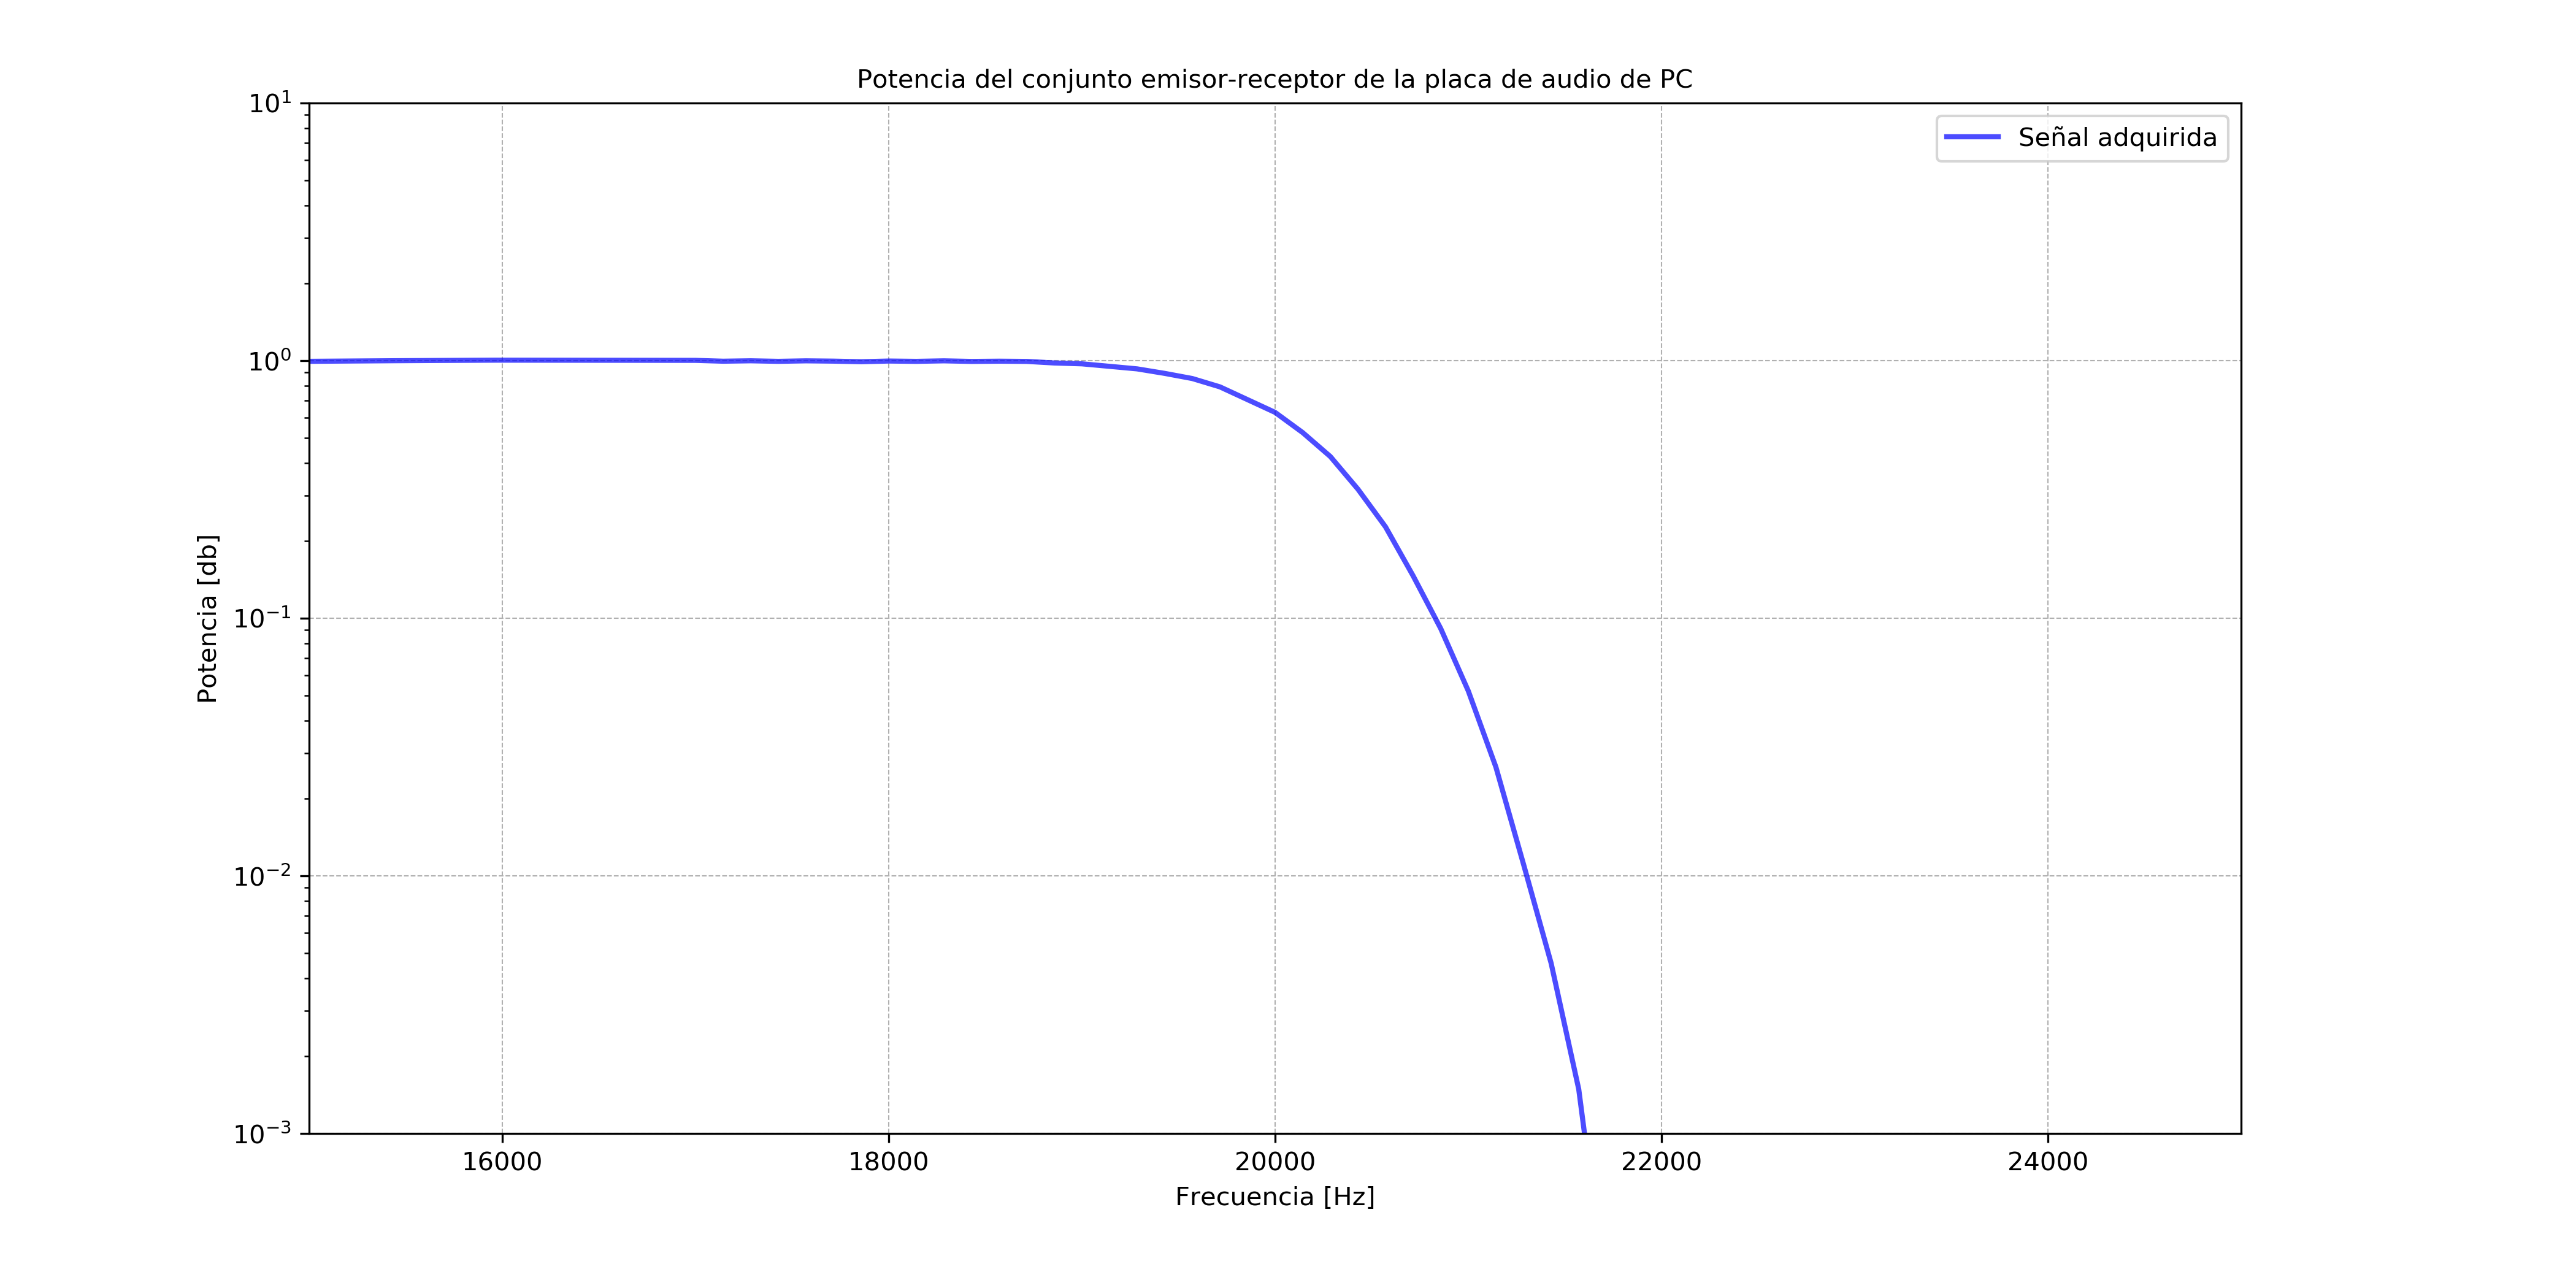 Potencia del conjunto emisor-receptor de la placa de audio de PC
Señal adquirida
10¹
10⁰
10⁻¹
10⁻²
10⁻³
Potencia [db]
16000 18000 20000 22000 24000
Frecuencia [Hz]